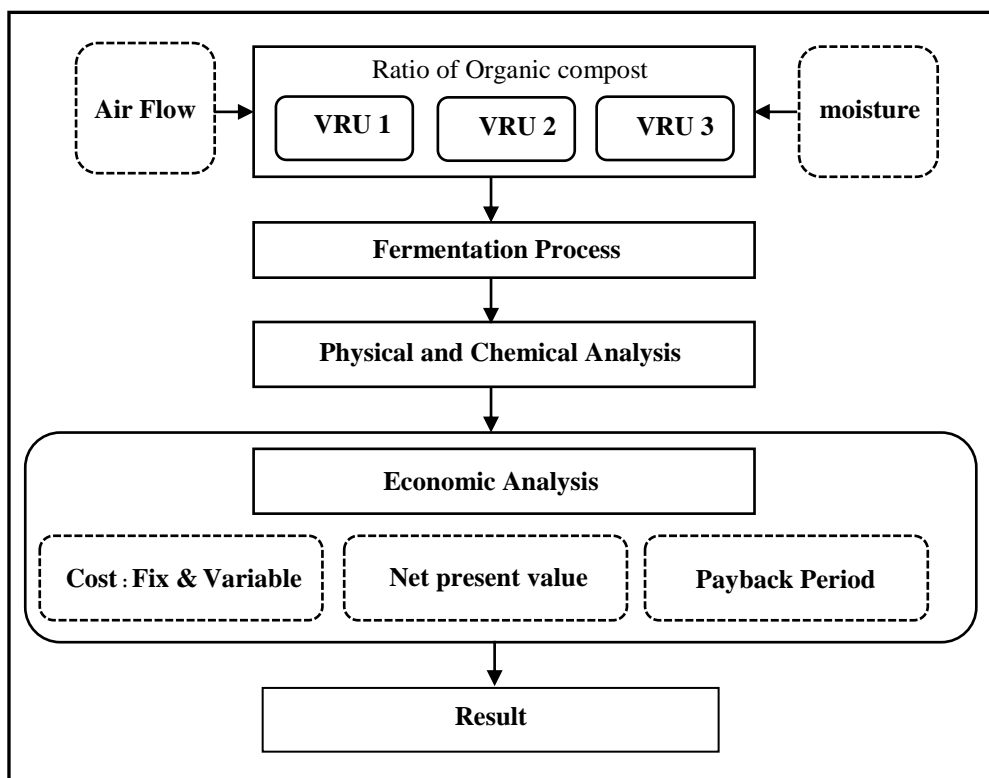 Ratio of Organic compost
Air Flow
VRU 1
VRU 2
VRU 3
moisture
Fermentation Process
Physical and Chemical Analysis
Economic Analysis
Cost : Fix & Variable
Net present value
Payback Period
Result